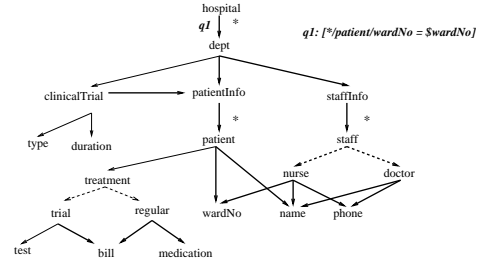 hospital
q1 *
q1: [*/patient/wardNo = $wardNo]
dept
clinicalTrial patientInfo staffInfo
* *
type duration patient staff
treatment nurse doctor
trial regular wardNo name phone
test bill medication